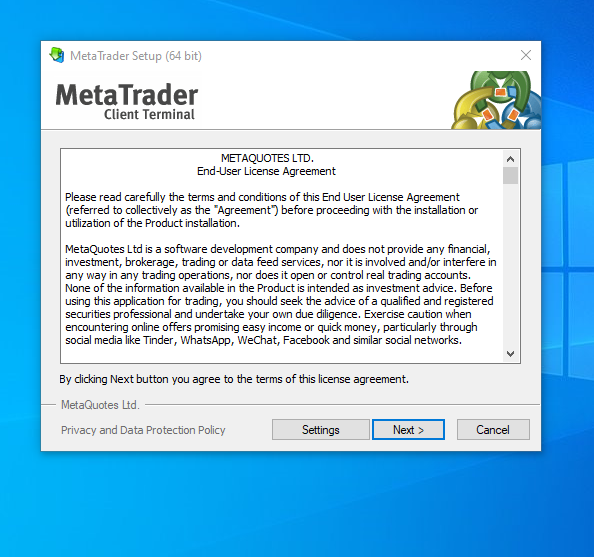 MetaTrader Setup (64 bit)
MetaTrader
Client Terminal
METAQUOTES LTD.
End-User License Agreement
Please read carefully the terms and conditions of this End User License Agreement
(referred to collectively as the "Agreement") before proceeding with the installation or
utilization of the Product installation.
MetaQuotes Ltd is a software development company and does not provide any financial,
investment, brokerage, trading or data feed services, nor it is involved and/or interfere in
any way in any trading operations, nor does it open or control real trading accounts.
None of the information available in the Product is intended as investment advice. Before
using this application for trading, you should seek the advice of a qualified and registered
securities professional and undertake your own due diligence. Exercise caution when
encountering online offers promising easy income or quick money, particularly through
social media like Tinder, WhatsApp, WeChat, Facebook and similar social networks.
By clicking Next button you agree to the terms of this license agreement.
MetaQuotes Ltd.
Privacy and Data Protection Policy
Settings
Next >
Cancel